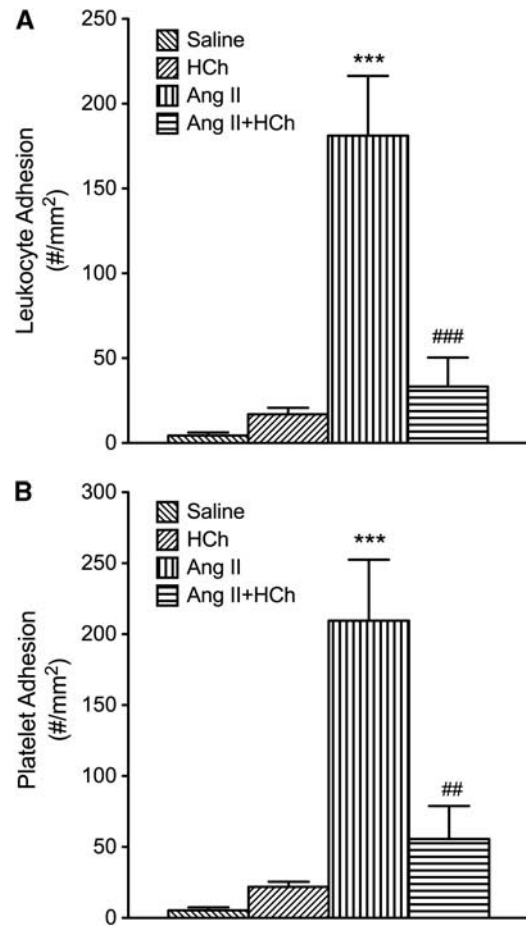 A
250
200
150
100
50
0
Leukocyte Adhesion
(#/mm²)
Saline
HCh
Ang II
Ang II+HCh
***
###
B
300
250
200
150
100
50
0
Platelet Adhesion
(#/mm²)
Saline
HCh
Ang II
Ang II+HCh
***
##